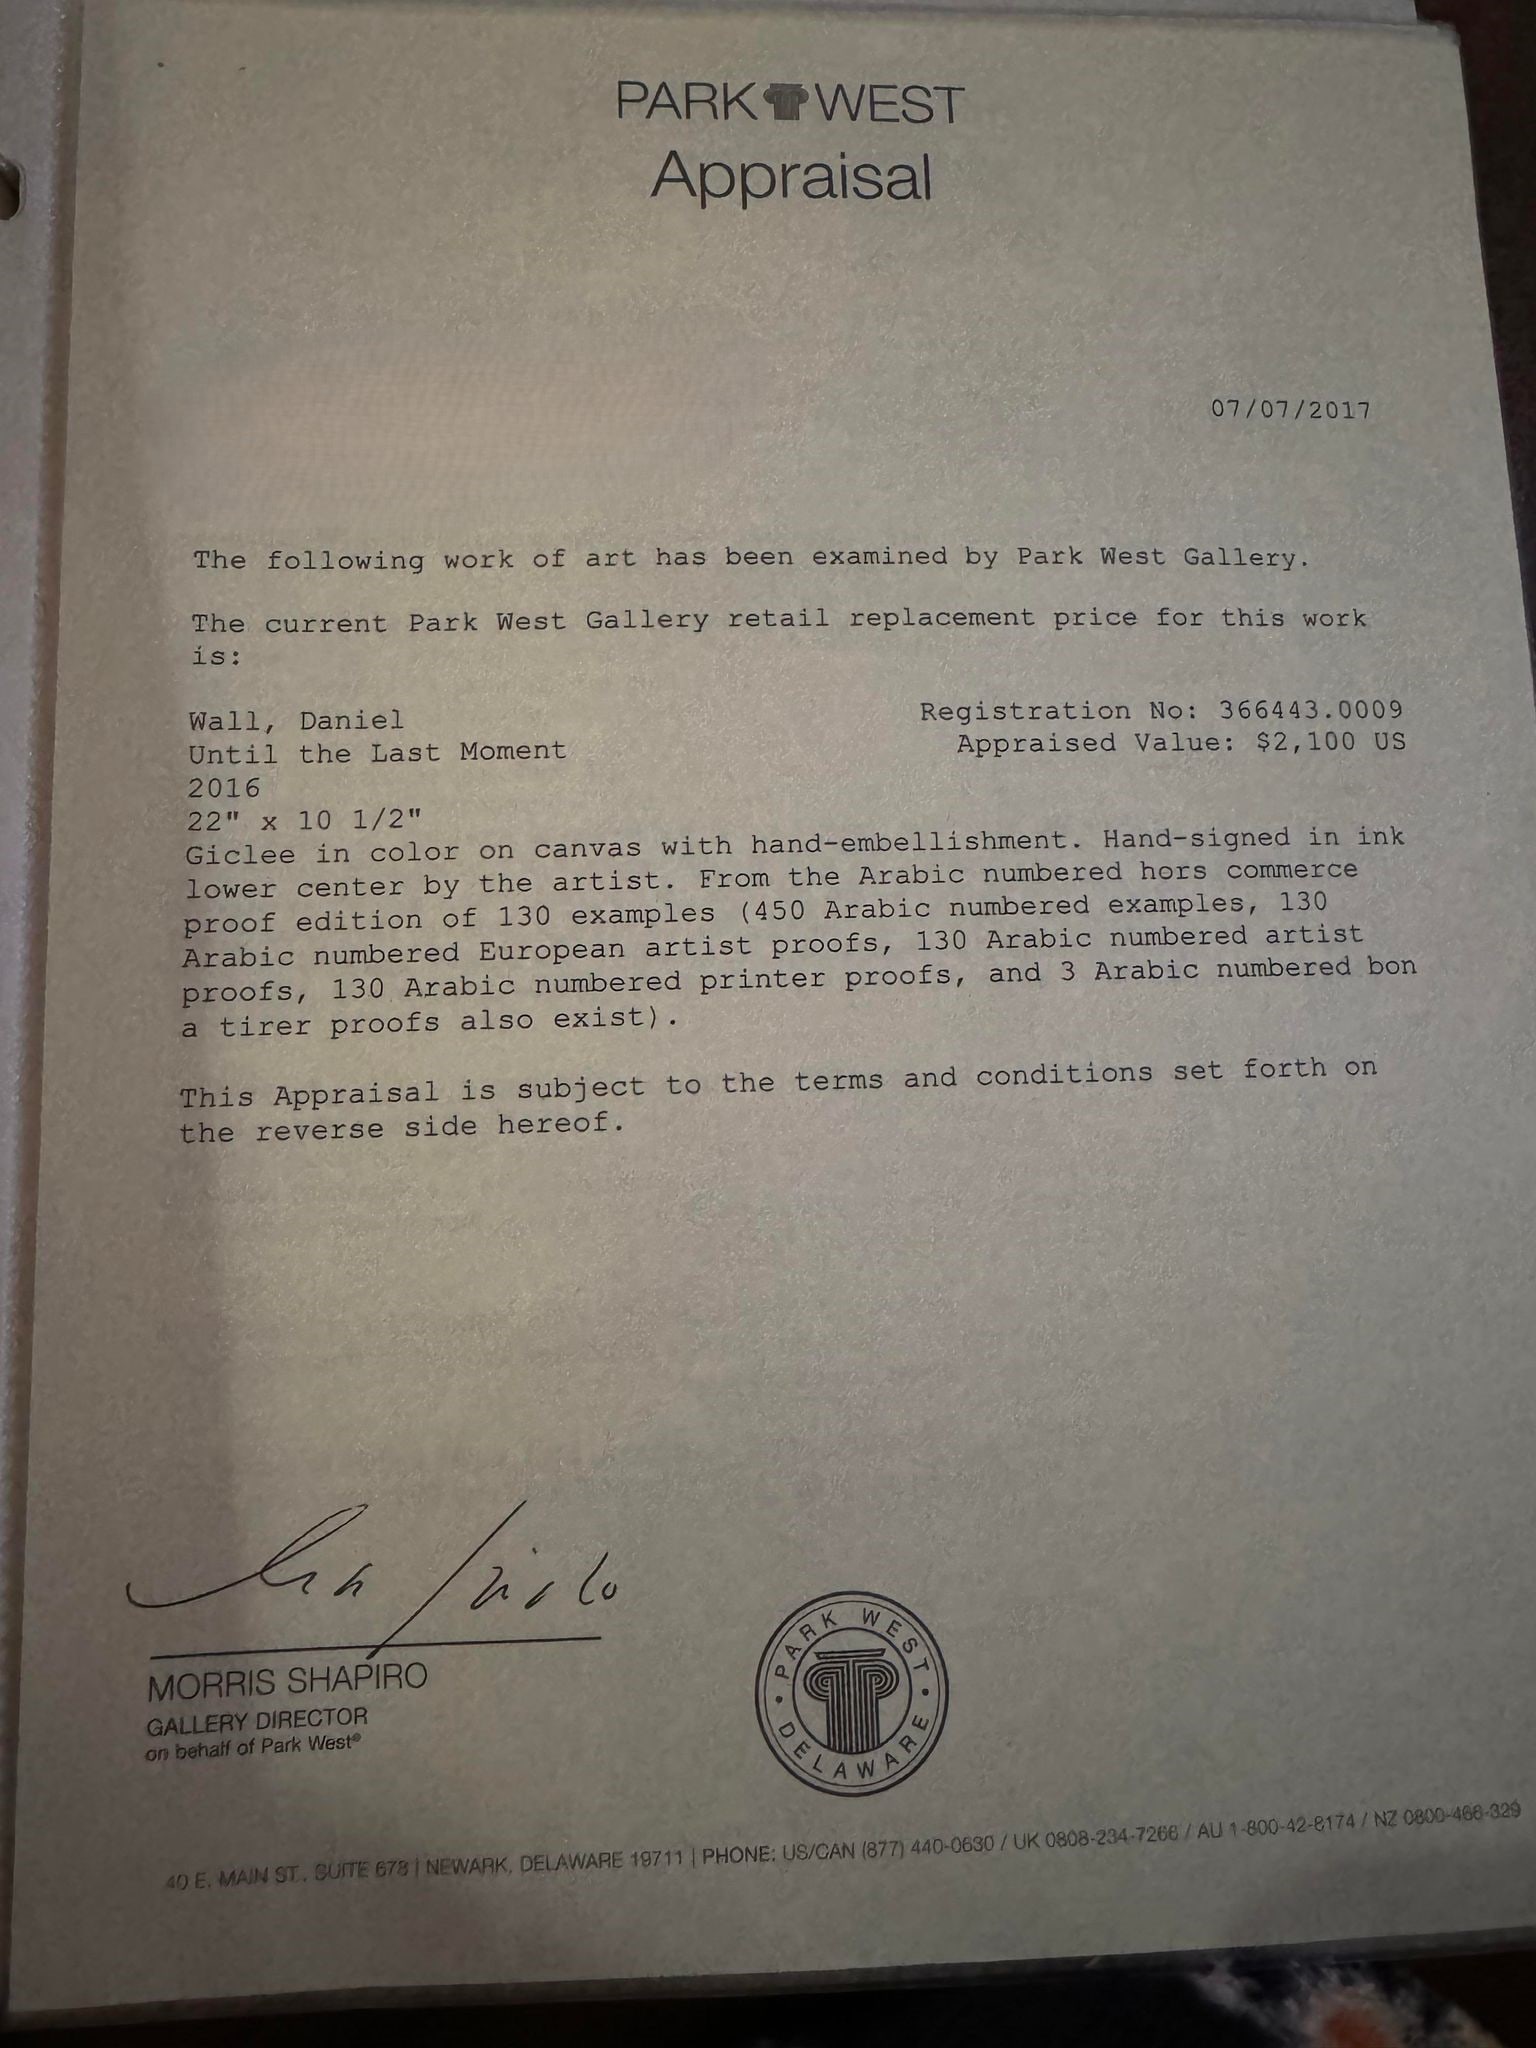 PARK WEST
Appraisal
07/07/2017
The following work of art has been examined by Park West Gallery.
The current Park West Gallery retail replacement price for this work
is:
Wall, Daniel
Registration No: 366443.0009
Until the Last Moment
Appraised Value: $2,100 US
2016
22" x 10 1/2"
Giclee in color on canvas with hand-embellishment. Hand-signed in ink
lower center by the artist. From the Arabic numbered hors commerce
proof edition of 130 examples (450 Arabic numbered examples, 130
Arabic numbered European artist proofs, 130 Arabic numbered artist
proofs, 130 Arabic numbered printer proofs, and 3 Arabic numbered bon
a tirer proofs also exist).
This Appraisal is subject to the terms and conditions set forth on
the reverse side hereof.
MORRIS SHAPIRO
GALLERY DIRECTOR
on behalf of Park West®
PARK WEST
DELAWARE
40 E. MAIN ST., SUITE 678 | NEWARK, DELAWARE 19711 | PHONE: US/CAN (877) 440-0630 / UK 0808-234-7266 / AU 1-800-42-8174 / NZ 0800-466-329